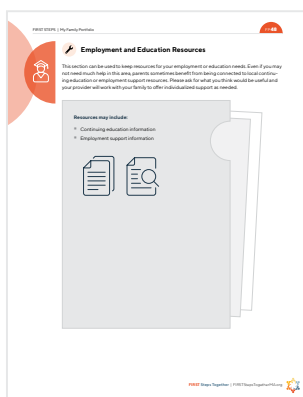 FIRST STEPS | My Family Portfolio
48
Employment and Education Resources
This section can be used to keep resources for your employment or education needs. Even if you may
not need much help in this area, parents sometimes benefit from being connected to local continu-
ing education or employment support resources. Please ask for what you think would be useful and
your provider will work with your family to offer individualized support as needed.
Resources may include:
Continuing education information
Employment support information
FIRST Steps Together | FIRSTStepsTogetherMA.org